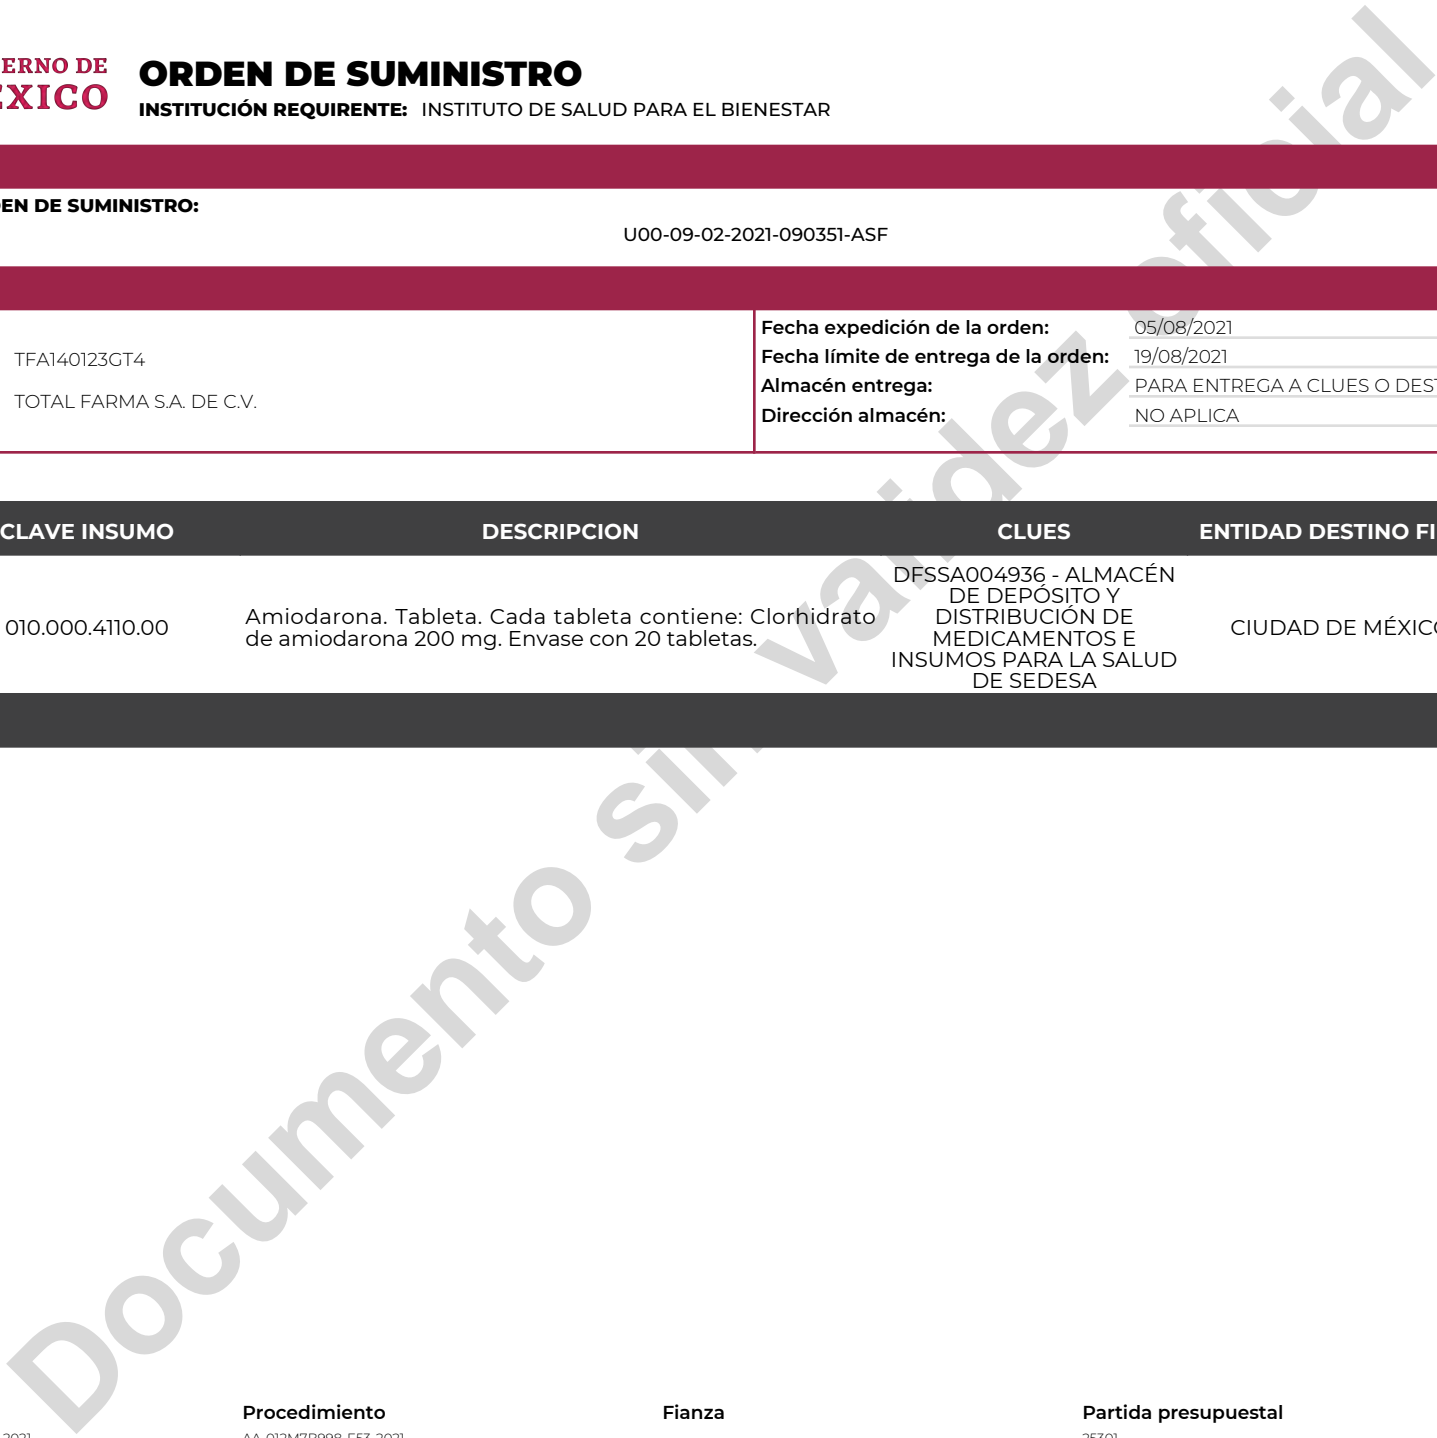 ERNO DE
ÉXICO
ORDEN DE SUMINISTRO
INSTITUCIÓN REQUIRENTE: INSTITUTO DE SALUD PARA EL BIENESTAR
EN DE SUMINISTRO:
U00-09-02-2021-090351-ASF
TFA140123GT4
TOTAL FARMA S.A. DE C.V.
Fecha expedición de la orden: 05/08/2021
Fecha límite de entrega de la orden: 19/08/2021
Almacén entrega: PARA ENTREGA A CLUES O DEST
Dirección almacén: NO APLICA
CLAVE INSUMO DESCRIPCION CLUES ENTIDAD DESTINO FI
010.000.4110.00
Amiodarona. Tableta. Cada tableta contiene: Clorhidrato
de amiodarona 200 mg. Envase con 20 tabletas.
DFSSA004936 - ALMACÉN
DE DEPÓSITO Y
DISTRIBUCIÓN DE
MEDICAMENTOS E
INSUMOS PARA LA SALUD
DE SEDESA
CIUDAD DE MÉXICO
Documento sin validez oficial
Procedimiento Fianza Partida presupuestal